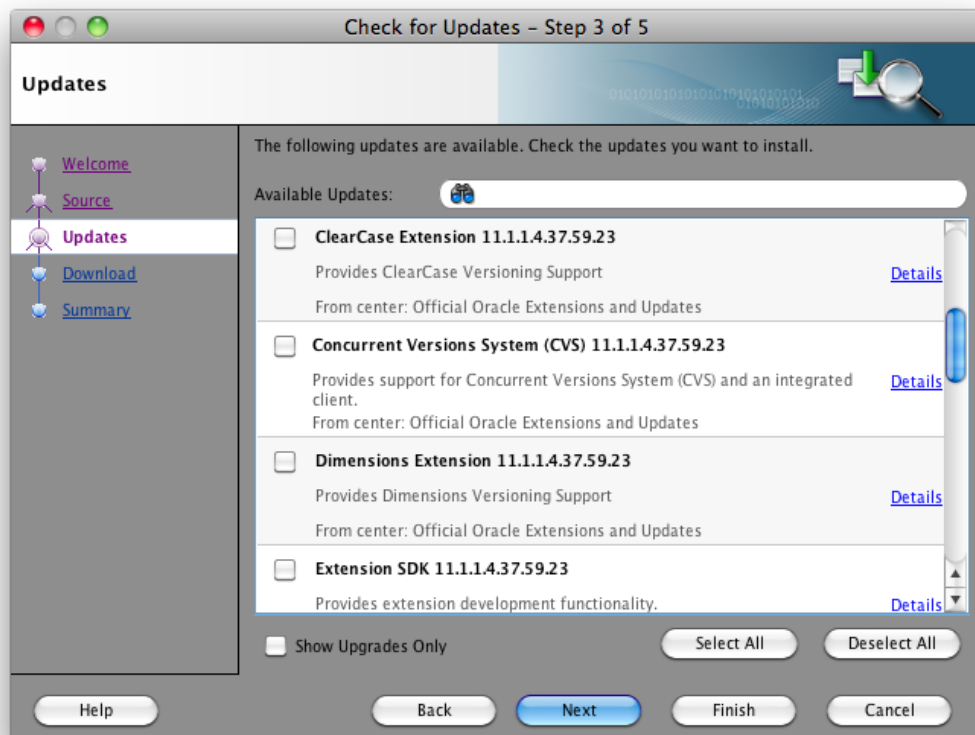 Check for Updates – Step 3 of 5
Updates
01010101010101010101010101
01010101010
Welcome
Source
Updates
Download
Summary
The following updates are available. Check the updates you want to install.
Available Updates:
ClearCase Extension 11.1.1.4.37.59.23
Provides ClearCase Versioning Support
Details
From center: Official Oracle Extensions and Updates
Concurrent Versions System (CVS) 11.1.1.4.37.59.23
Provides support for Concurrent Versions System (CVS) and an integrated
client.
Details
From center: Official Oracle Extensions and Updates
Dimensions Extension 11.1.1.4.37.59.23
Provides Dimensions Versioning Support
Details
From center: Official Oracle Extensions and Updates
Extension SDK 11.1.1.4.37.59.23
Provides extension development functionality.
Details
Show Upgrades Only
Select All
Deselect All
Help
Back
Next
Finish
Cancel